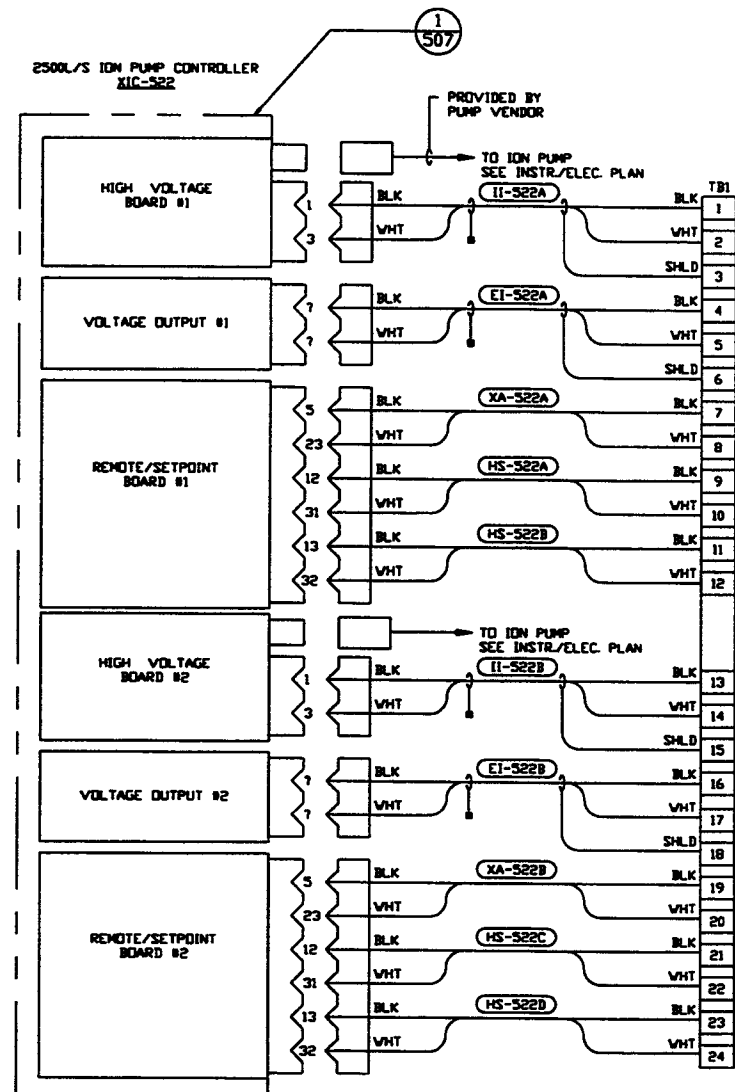 1
507
2500L/S ION PUMP CONTROLLER
XIC-522
PROVIDED BY
PUMP VENDOR
TO ION PUMP
SEE INSTR./ELEC. PLAN
TB1
HIGH VOLTAGE
BOARD #1
1 BLK II-522A BLK 1
3 WHT WHT 2
SHLD 3
VOLTAGE OUTPUT #1
? BLK EI-522A BLK 4
? WHT WHT 5
SHLD 6
REMOTE/SETPOINT
BOARD #1
5 BLK XA-522A BLK 7
23 WHT WHT 8
12 BLK HS-522A BLK 9
31 WHT WHT 10
13 BLK HS-522B BLK 11
32 WHT WHT 12
TO ION PUMP
SEE INSTR./ELEC. PLAN
HIGH VOLTAGE
BOARD #2
1 BLK II-522B BLK 13
3 WHT WHT 14
SHLD 15
VOLTAGE OUTPUT #2
? BLK EI-522B BLK 16
? WHT WHT 17
SHLD 18
REMOTE/SETPOINT
BOARD #2
5 BLK XA-522B BLK 19
23 WHT WHT 20
12 BLK HS-522C BLK 21
31 WHT WHT 22
13 BLK HS-522D BLK 23
32 WHT WHT 24